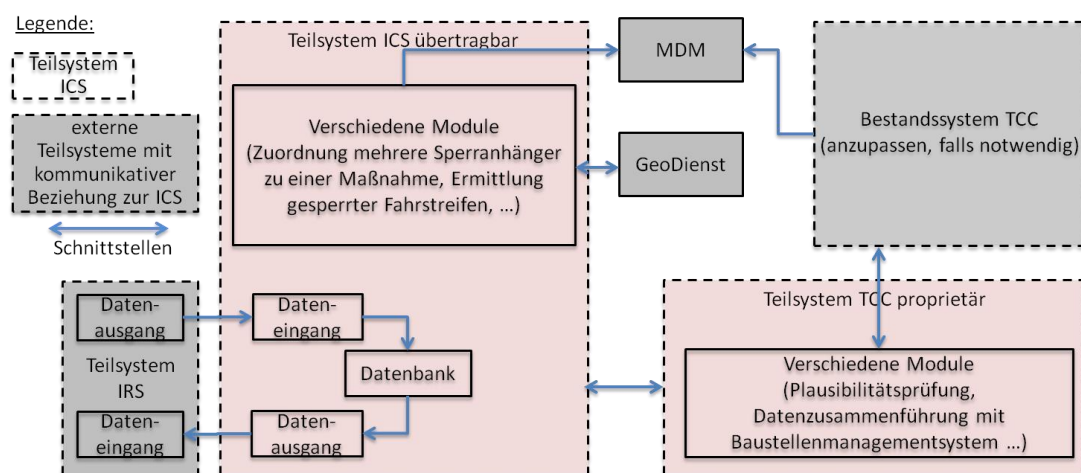 Legende:
Teilsystem
ICS
externe
Teilsysteme mit
kommunikativer
Beziehung zur ICS
Schnittstellen
Teilsystem ICS übertragbar
Verschiedene Module
(Zuordnung mehrere Sperranhänger
zu einer Maßnahme, Ermittlung
gesperrter Fahrstreifen, …)
MDM
GeoDienst
Bestandssystem TCC
(anzupassen, falls notwendig)
Daten-
ausgang
Teilsystem
IRS
Daten-
eingang
Daten-
eingang
Datenbank
Daten-
ausgang
Teilsystem TCC proprietär
Verschiedene Module
(Plausibilitätsprüfung,
Datenzusammenführung mit
Baustellenmanagementsystem …)